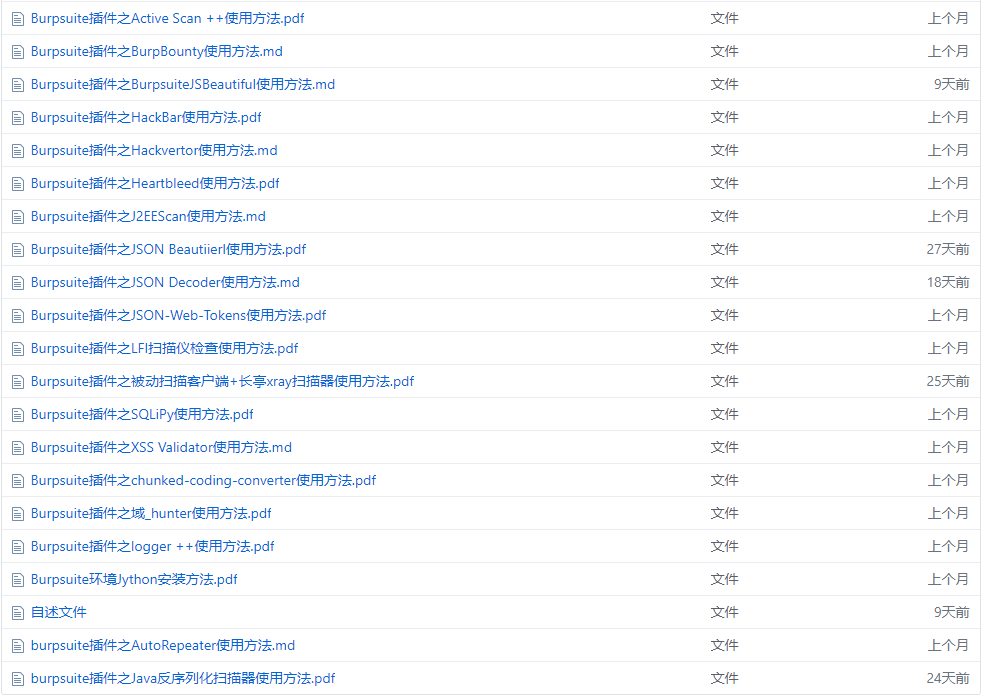 Burpsuite插件之Active Scan ++使用方法.pdf 文件 上个月
Burpsuite插件之BurpBounty使用方法.md 文件 上个月
Burpsuite插件之BurpsuiteJSBeautiful使用方法.md 文件 9天前
Burpsuite插件之HackBar使用方法.pdf 文件 上个月
Burpsuite插件之Hackvertor使用方法.md 文件 上个月
Burpsuite插件之Heartbleed使用方法.pdf 文件 上个月
Burpsuite插件之J2EEScan使用方法.md 文件 上个月
Burpsuite插件之JSON Beautiierl使用方法.pdf 文件 27天前
Burpsuite插件之JSON Decoder使用方法.md 文件 18天前
Burpsuite插件之JSON-Web-Tokens使用方法.pdf 文件 上个月
Burpsuite插件之LFI扫描仪检查使用方法.pdf 文件 上个月
Burpsuite插件之被动扫描客户端+长亭xray扫描器使用方法.pdf 文件 25天前
Burpsuite插件之SQLiPy使用方法.pdf 文件 上个月
Burpsuite插件之XSS Validator使用方法.md 文件 上个月
Burpsuite插件之chunked-coding-converter使用方法.pdf 文件 上个月
Burpsuite插件之域_hunter使用方法.pdf 文件 上个月
Burpsuite插件之logger ++使用方法.pdf 文件 上个月
Burpsuite环境Jython安装方法.pdf 文件 上个月
自述文件 文件 9天前
burpsuite插件之AutoRepeater使用方法.md 文件 上个月
burpsuite插件之Java反序列化扫描器使用方法.pdf 文件 24天前